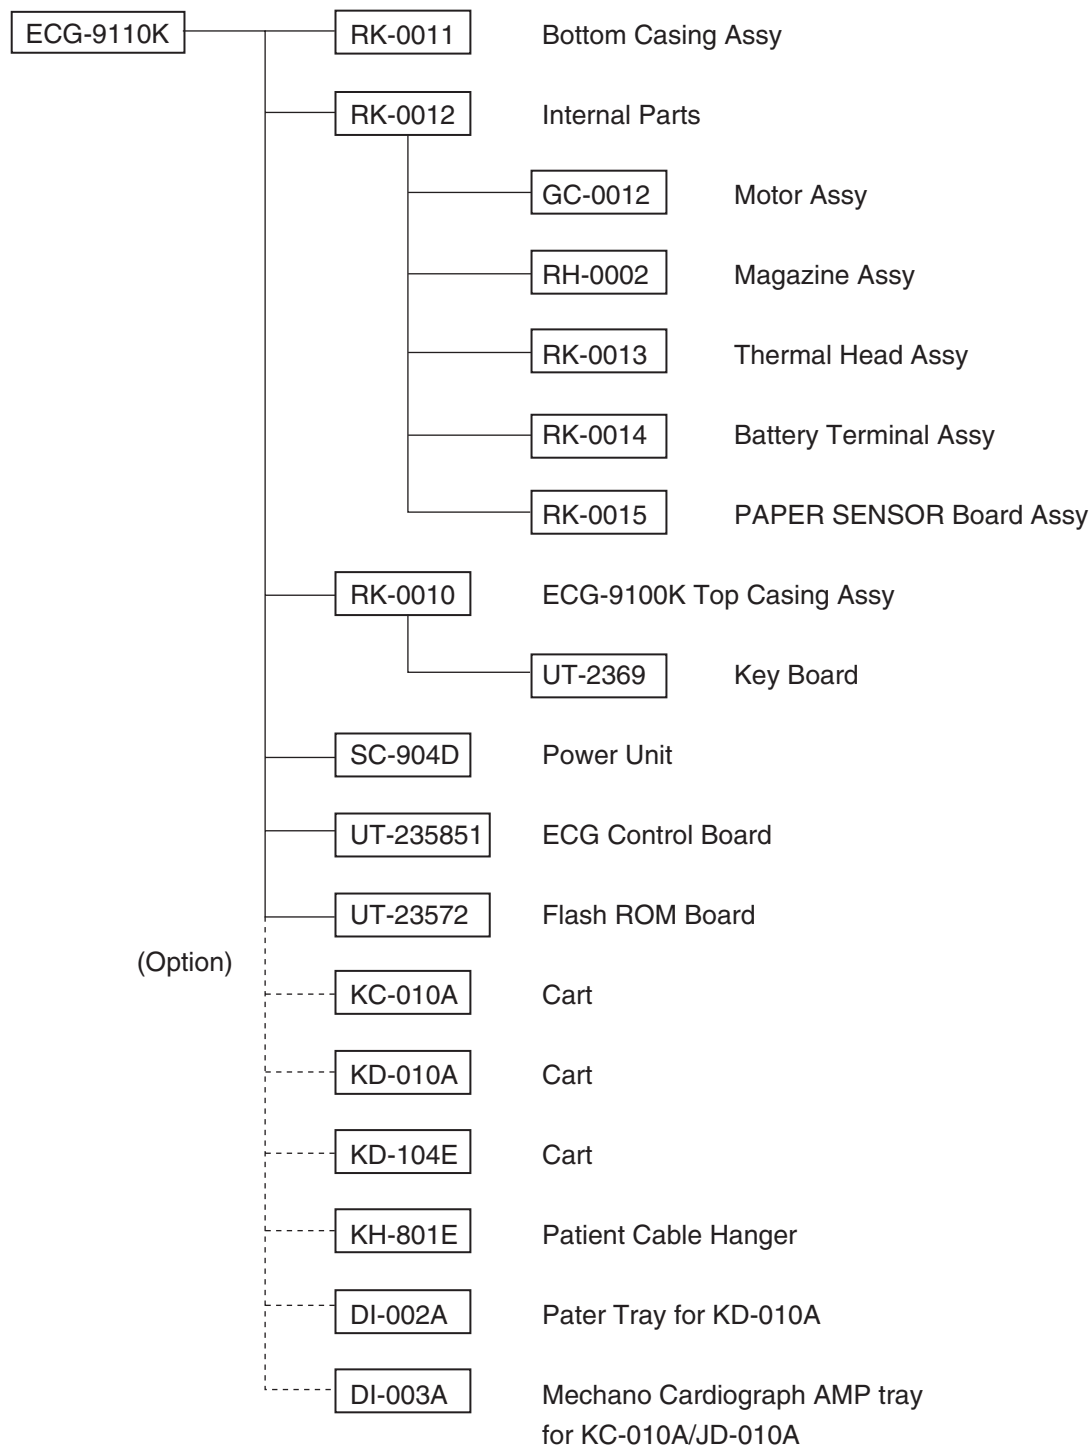 ECG-9110K RK-0011 Bottom Casing Assy
RK-0012 Internal Parts
GC-0012 Motor Assy
RH-0002 Magazine Assy
RK-0013 Thermal Head Assy
RK-0014 Battery Terminal Assy
RK-0015 PAPER SENSOR Board Assy
RK-0010 ECG-9100K Top Casing Assy
UT-2369 Key Board
SC-904D Power Unit
UT-235851 ECG Control Board
UT-23572 Flash ROM Board
(Option)
KC-010A Cart
KD-010A Cart
KD-104E Cart
KH-801E Patient Cable Hanger
DI-002A Pater Tray for KD-010A
DI-003A Mechano Cardiograph AMP tray
for KC-010A/JD-010A